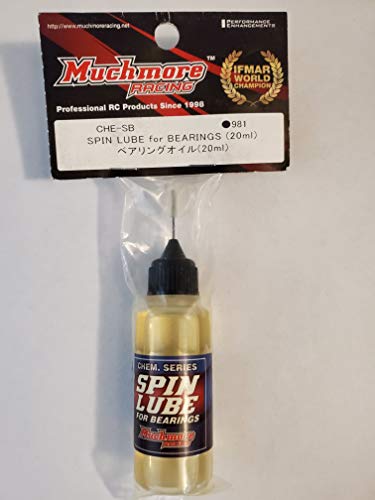 http://www.muchmoreracing.net
PERFORMANCE
ENHANCEMENTS
Muchmore™
RACING
IFMAR
WORLD
CHAMPION
Professional RC Products Since 1998
CHE-SB ●981
SPIN LUBE for BEARINGS (20ml)
ベアリングオイル(20ml)
CHEM. SERIES
SPIN
LUBE
FOR BEARINGS
Muchmore
RACING